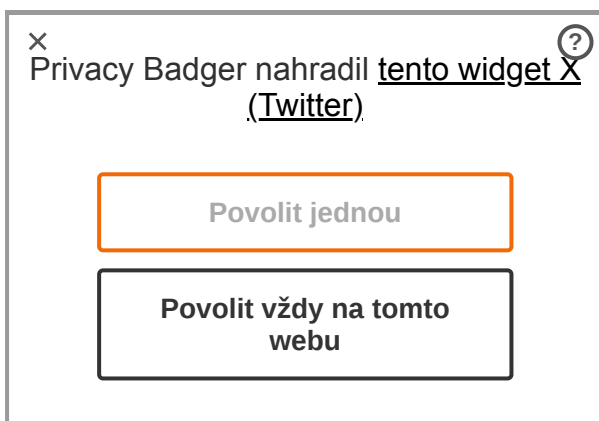 ×
?
Privacy Badger nahradil tento widget X
(Twitter)
Povolit jednou
Povolit vždy na tomto
webu